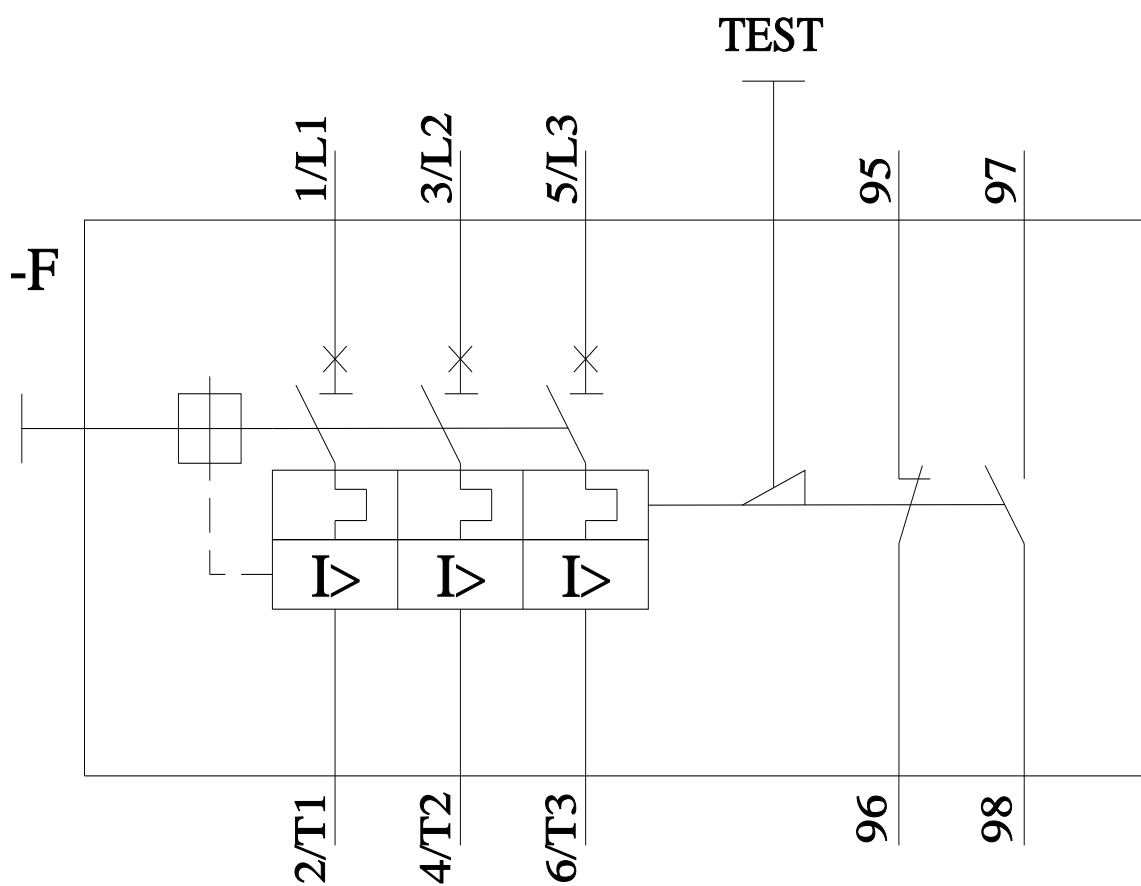 TEST
1/L1
3/L2
5/L3
95
97
-F
I>
I>
I>
2/T1
4/T2
6/T3
96
98